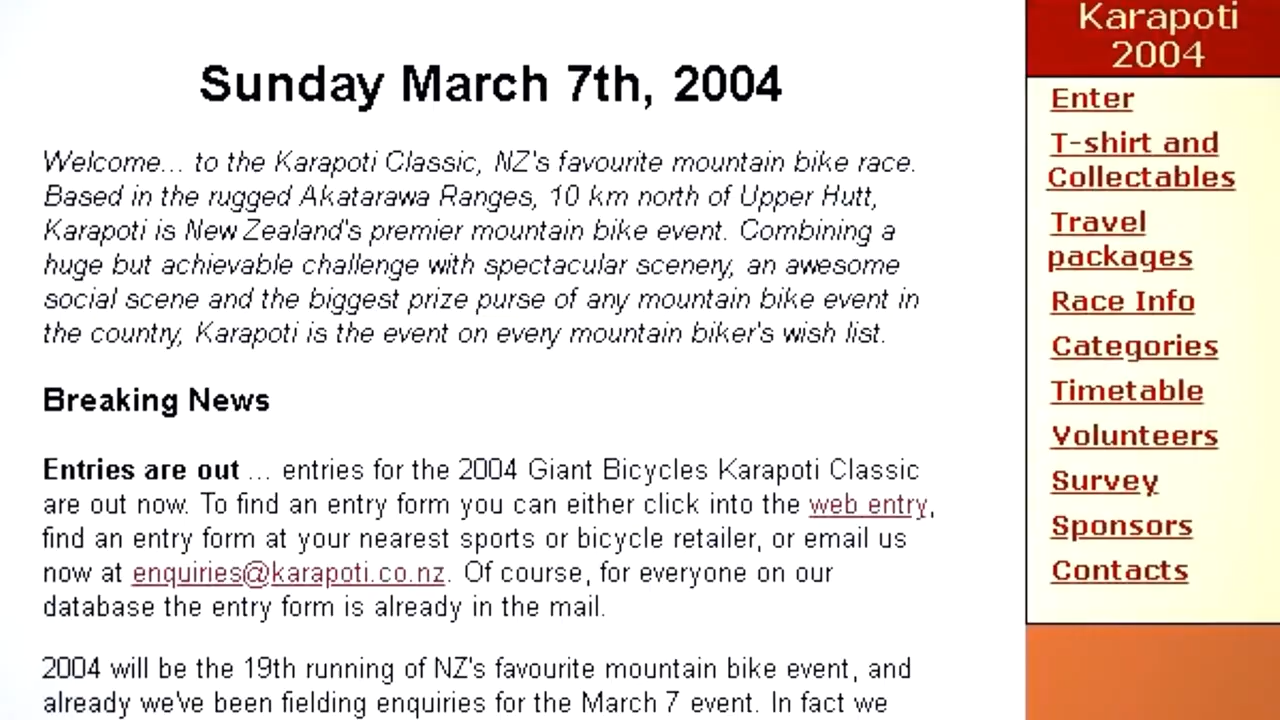 Sunday March 7th, 2004
Welcome... to the Karapoti Classic, NZ's favourite mountain bike race.
Based in the rugged Akatarawa Ranges, 10 km north of Upper Hutt,
Karapoti is New Zealand's premier mountain bike event. Combining a
huge but achievable challenge with spectacular scenery, an awesome
social scene and the biggest prize purse of any mountain bike event in
the country, Karapoti is the event on every mountain biker's wish list.
Breaking News
Entries are out ... entries for the 2004 Giant Bicycles Karapoti Classic
are out now. To find an entry form you can either click into the web entry,
find an entry form at your nearest sports or bicycle retailer, or email us
now at enquiries@karapoti.co.nz. Of course, for everyone on our
database the entry form is already in the mail.
2004 will be the 19th running of NZ's favourite mountain bike event, and
already we've been fielding enquiries for the March 7 event. In fact we
Karapoti
2004
Enter
T-shirt and
Collectables
Travel
packages
Race Info
Categories
Timetable
Volunteers
Survey
Sponsors
Contacts